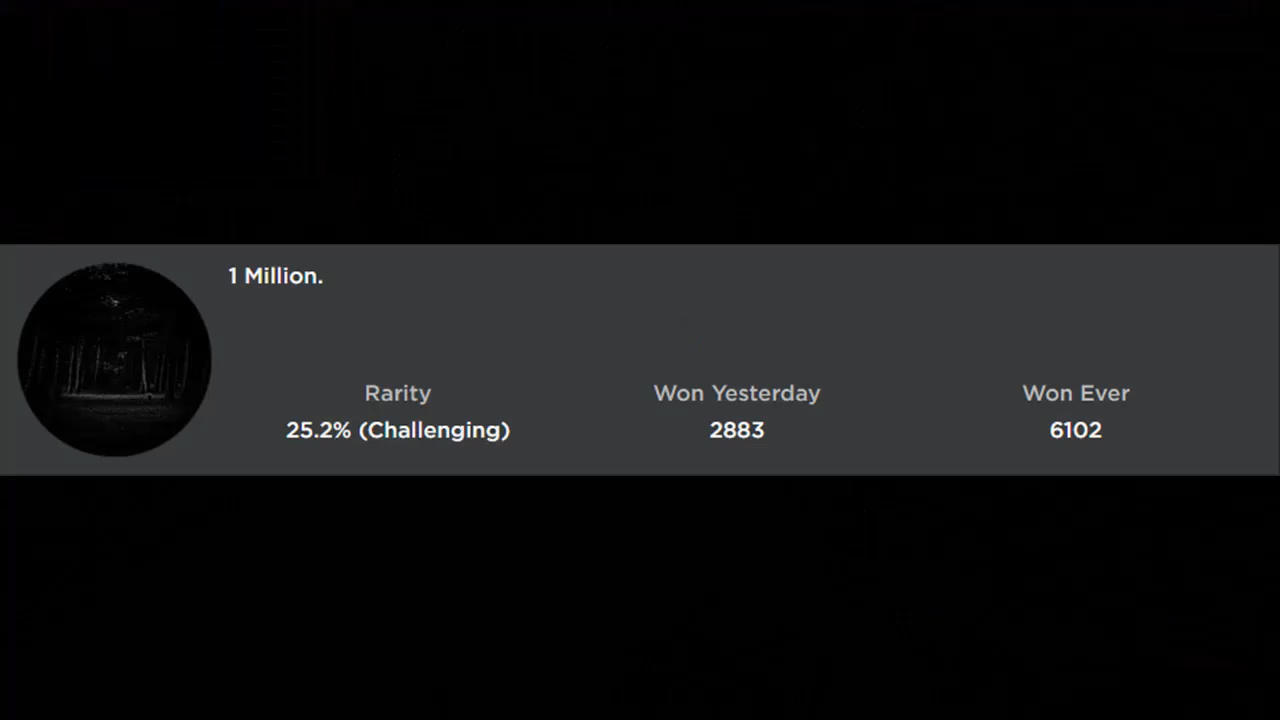 1 Million.
Rarity Won Yesterday Won Ever
25.2% (Challenging) 2883 6102